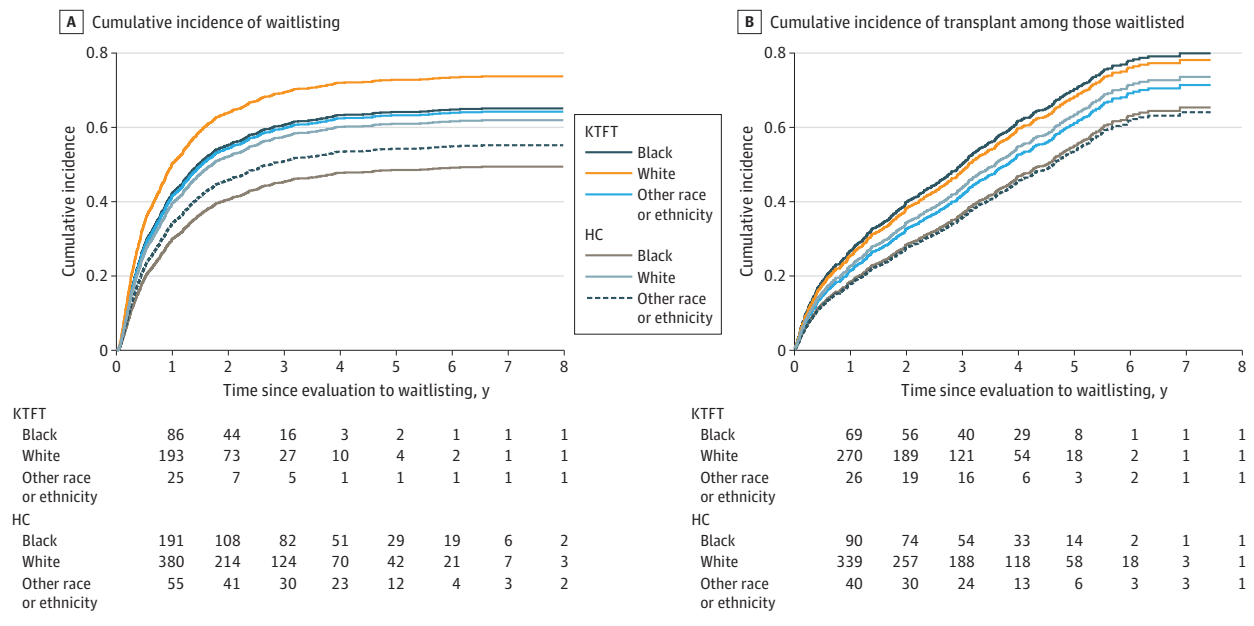 A Cumulative incidence of waitlisting
0.8
0.6
0.4
0.2
0
Cumulative incidence
0 1 2 3 4 5 6 7 8
Time since evaluation to waitlisting, y
KTFT
Black
White
Other race
or ethnicity
HC
Black
White
Other race
or ethnicity
B Cumulative incidence of transplant among those waitlisted
0.8
0.6
0.4
0.2
0
Cumulative incidence
0 1 2 3 4 5 6 7 8
Time since evaluation to waitlisting, y
KTFT
Black 86 44 16 3 2 1 1 1
White 193 73 27 10 4 2 1 1
Other race 25 7 5 1 1 1 1 1
or ethnicity
HC
Black 191 108 82 51 29 19 6 2
White 380 214 124 70 42 21 7 3
Other race 55 41 30 23 12 4 3 2
or ethnicity
KTFT
Black 69 56 40 29 8 1 1 1
White 270 189 121 54 18 2 1 1
Other race 26 19 16 6 3 2 1 1
or ethnicity
HC
Black 90 74 54 33 14 2 1 1
White 339 257 188 118 58 18 3 1
Other race 40 30 24 13 6 3 3 1
or ethnicity